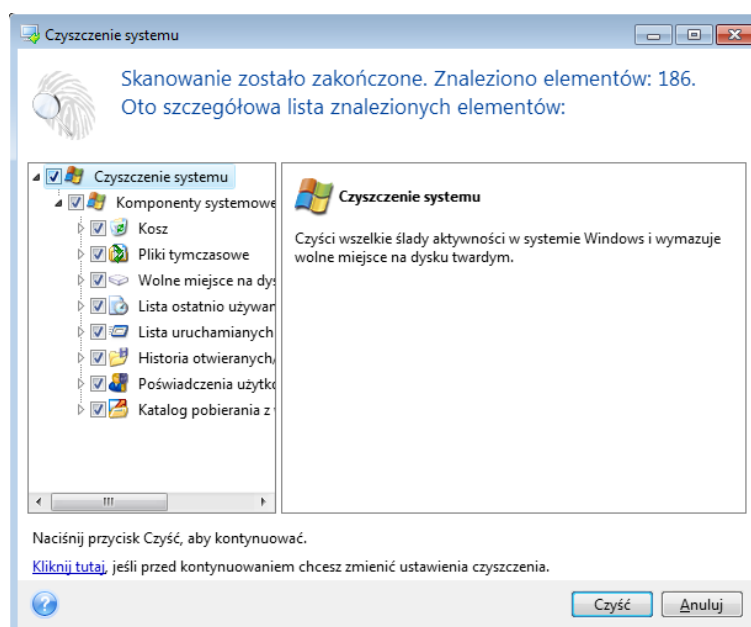 Czyszczenie systemu
Skanowanie zostało zakończone. Znaleziono elementów: 186.
Oto szczegółowa lista znalezionych elementów:
Czyszczenie systemu
Komponenty systemowe
Kosz
Pliki tymczasowe
Wolne miejsce na
Lista ostatnio
Lista uruchamianych
Historia otwieranych/
Poświadczenia
Katalog pobierania z
Czyszczenie systemu
Czyści wszelkie ślady aktywności w systemie Windows i wymazuje
wolne miejsce na dysku twardym.
Naciśnij przycisk Czyść, aby kontynuować.
Kliknij tutaj, jeśli przed kontynuowaniem chcesz zmienić ustawienia czyszczenia.
Czyść
Anuluj